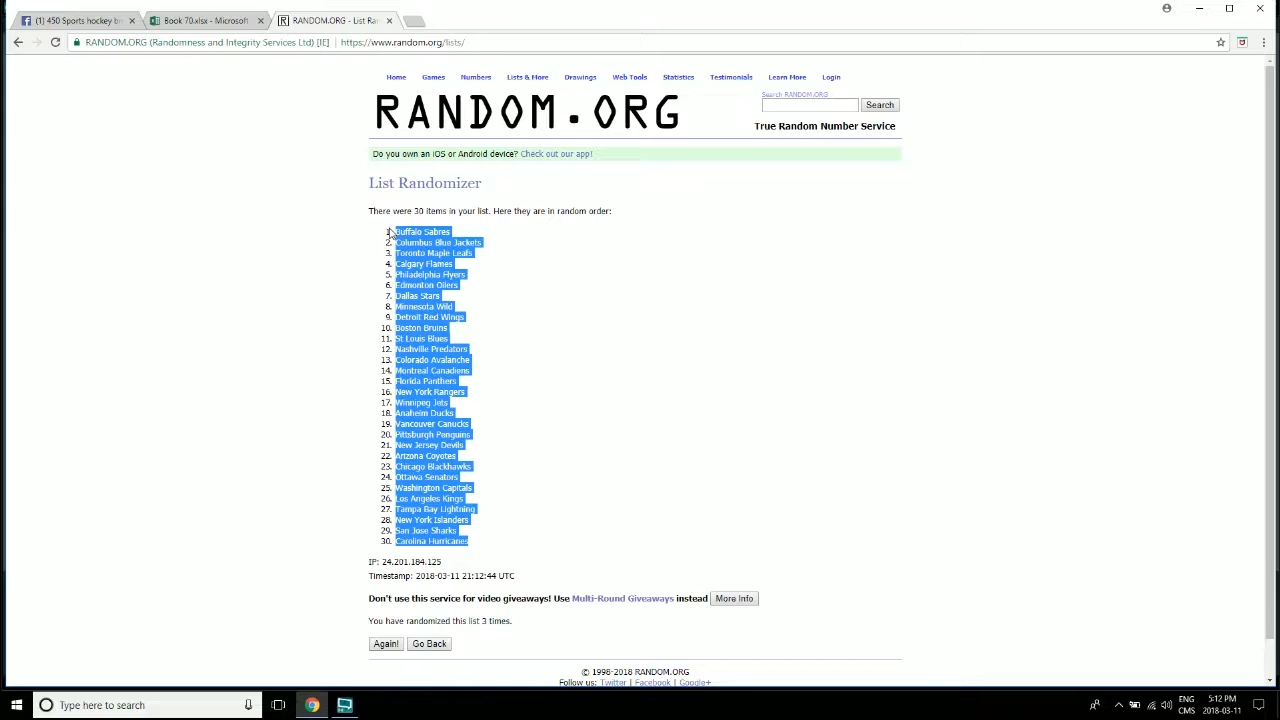 (1) 450 Sports hockey br
Book 70.xlsx - Microsoft
RANDOM.ORG - List Ra
RANDOM.ORG (Randomness and Integrity Services Ltd) [IE] | https://www.random.org/lists/
Home Games Numbers Lists & More Drawings Web Tools Statistics Testimonials Learn More Login
Search RANDOM.ORG
RANDOM.ORG
Search
True Random Number Service
Do you own an iOS or Android device? Check out our app!
List Randomizer
There were 30 items in your list. Here they are in random order:
1. Buffalo Sabres
2. Columbus Blue Jackets
3. Toronto Maple Leafs
4. Calgary Flames
5. Philadelphia Flyers
6. Edmonton Oilers
7. Dallas Stars
8. Minnesota Wild
9. Detroit Red Wings
10. Boston Bruins
11. St Louis Blues
12. Nashville Predators
13. Colorado Avalanche
14. Montreal Canadiens
15. Florida Panthers
16. New York Rangers
17. Winnipeg Jets
18. Anaheim Ducks
19. Vancouver Canucks
20. Pittsburgh Penguins
21. New Jersey Devils
22. Arizona Coyotes
23. Chicago Blackhawks
24. Ottawa Senators
25. Washington Capitals
26. Los Angeles Kings
27. Tampa Bay Lightning
28. New York Islanders
29. San Jose Sharks
30. Carolina Hurricanes
IP: 24.201.184.125
Timestamp: 2018-03-11 21:12:44 UTC
Don't use this service for video giveaways! Use Multi-Round Giveaways instead More Info
You have randomized this list 3 times.
Again! Go Back
© 1998-2018 RANDOM.ORG
Follow us: Twitter | Facebook | Google+
Type here to search
ENG 5:12 PM
CMS 2018-03-11